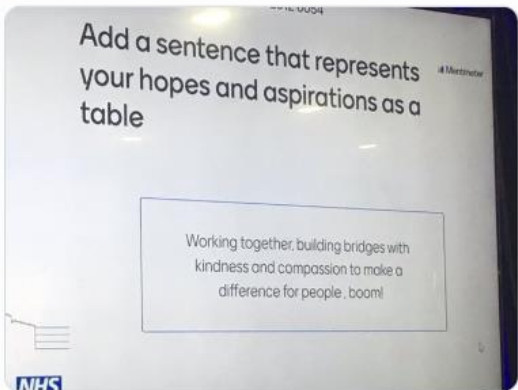 Add a sentence that represents
your hopes and aspirations as a
table
Mentimeter
Working together, building bridges with
kindness and compassion to make a
difference for people , boom!
NHS